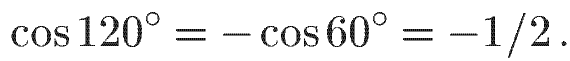 cos 120° = − cos 60° = −1/2 .